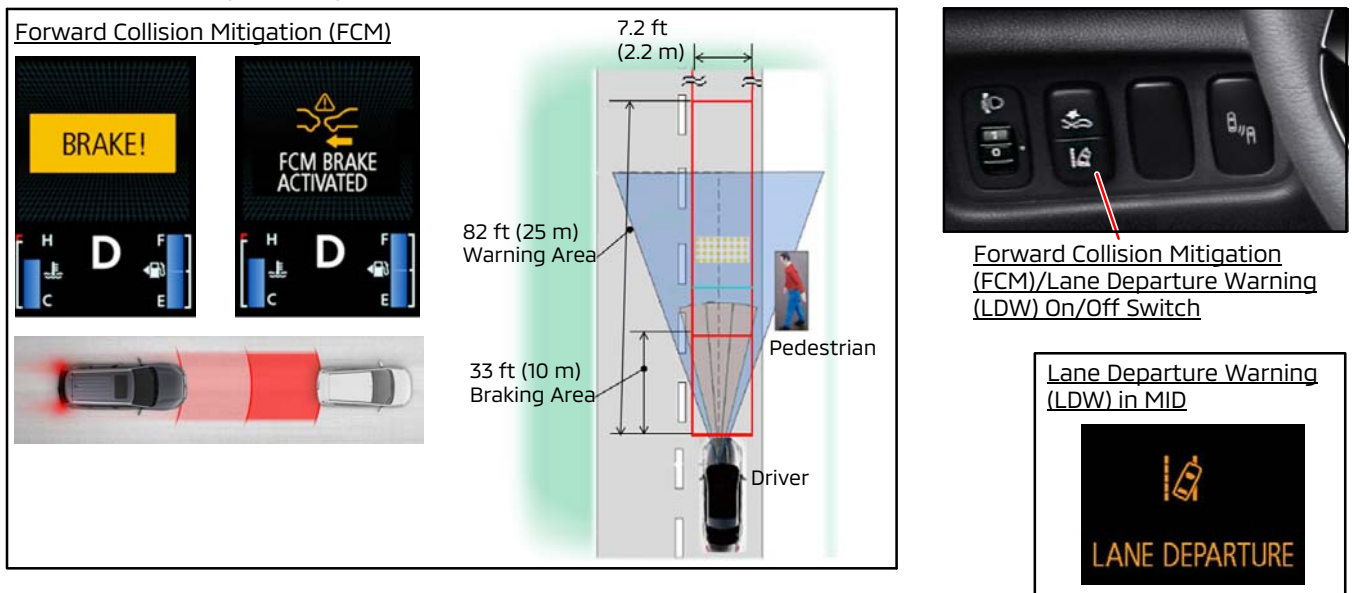 Forward Collision Mitigation (FCM)
BRAKE!
H
D
F
C
E
FCM BRAKE
ACTIVATED
H
D
F
C
E
7.2 ft
(2.2 m)
82 ft (25 m)
Warning Area
33 ft (10 m)
Braking Area
Pedestrian
Driver
1
0
Forward Collision Mitigation
(FCM)/Lane Departure Warning
(LDW) On/Off Switch
Lane Departure Warning
(LDW) in MID
LANE DEPARTURE